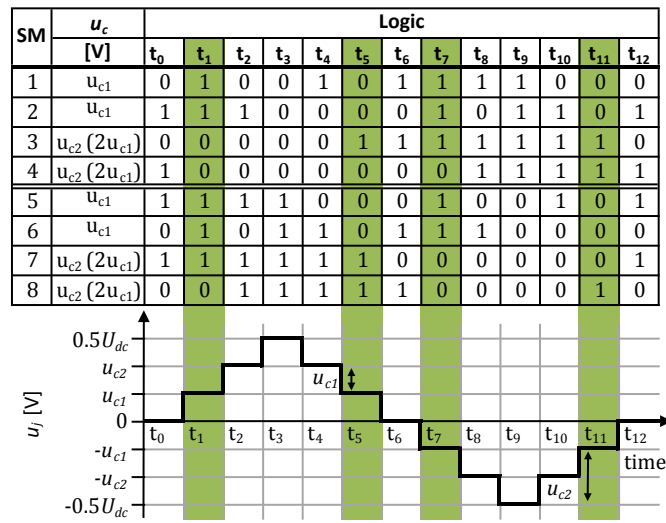 SM u_c Logic
[V] t₀ t₁ t₂ t₃ t₄ t₅ t₆ t₇ t₈ t₉ t₁₀ t₁₁ t₁₂
1 u_c1 0 1 0 0 1 0 1 1 1 1 0 0 0
2 u_c1 1 1 1 0 0 0 0 1 0 1 1 0 1
3 u_c2 (2u_c1) 0 0 0 0 0 1 1 1 1 1 1 1 0
4 u_c2 (2u_c1) 1 0 0 0 0 0 0 0 1 1 1 1 1
5 u_c1 1 1 1 1 0 0 0 1 0 0 1 0 1
6 u_c1 0 1 0 1 1 0 1 1 1 0 0 0 0
7 u_c2 (2u_c1) 1 1 1 1 1 1 0 0 0 0 0 0 1
8 u_c2 (2u_c1) 0 0 1 1 1 1 1 0 0 0 0 1 0
u_j [V]
0.5U_dc
u_c2
u_c1
u_c1
0
t₀ t₁ t₂ t₃ t₄ t₅ t₆ t₇ t₈ t₉ t₁₀ t₁₁ t₁₂
-u_c1
time
-u_c2
u_c2
-0.5U_dc